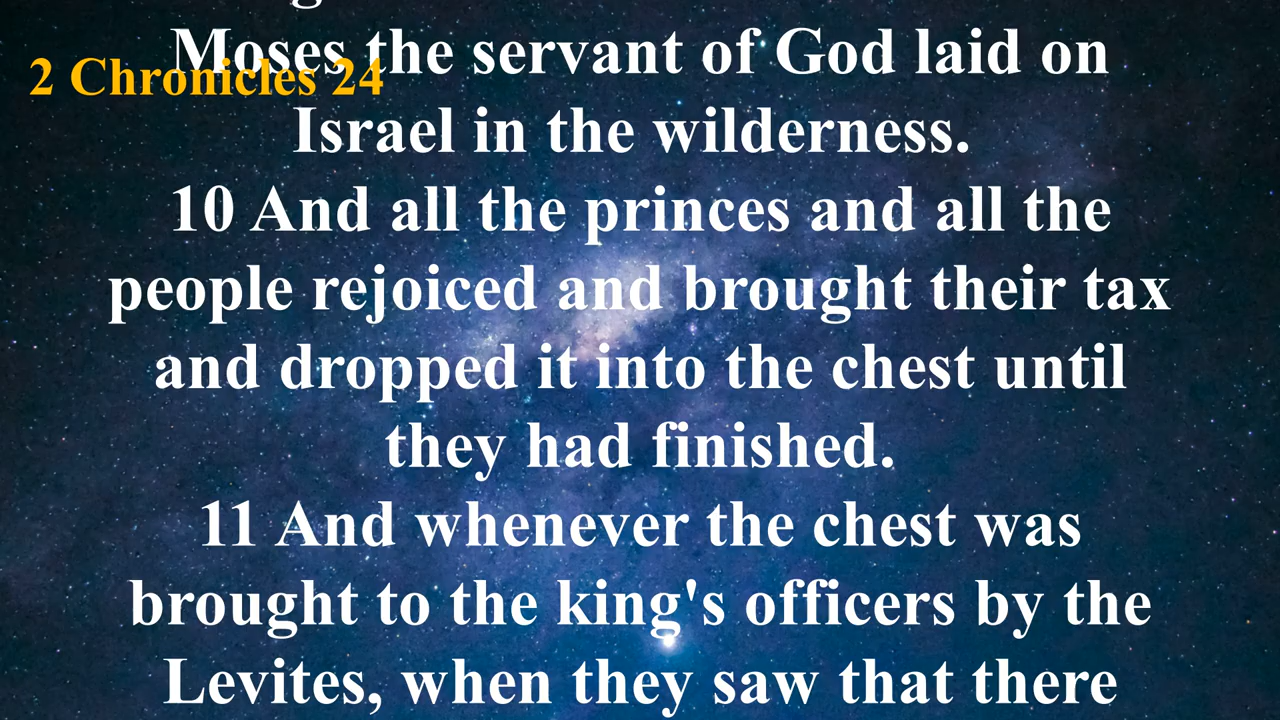 Moses the servant of God laid on
2 Chronicles 24
Israel in the wilderness.
10 And all the princes and all the
people rejoiced and brought their tax
and dropped it into the chest until
they had finished.
11 And whenever the chest was
brought to the king's officers by the
Levites, when they saw that there